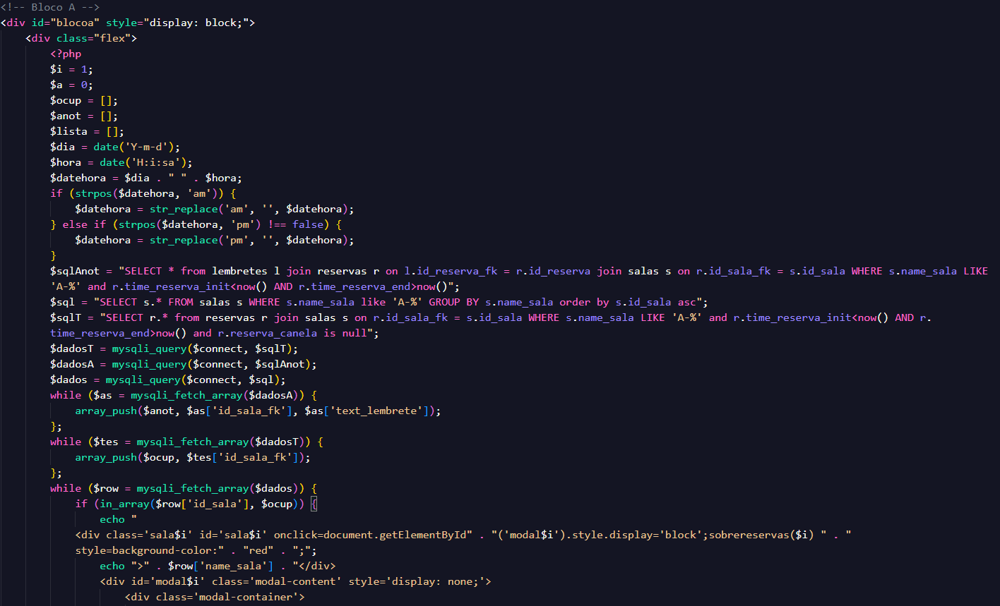 <!-- Bloco A -->
<div id="blocoa" style="display: block;">
<div class="flex">
<?php
$i = 1;
$a = 0;
$ocup = [];
$anot = [];
$lista = [];
$dia = date('Y-m-d');
$hora = date('H:i:sa');
$datehora = $dia . " " . $hora;
if (strpos($datehora, 'am')) {
$datehora = str_replace('am', '', $datehora);
} else if (strpos($datehora, 'pm') !== false) {
$datehora = str_replace('pm', '', $datehora);
}
$sqlAnot = "SELECT * from lembretes l join reservas r on l.id_reserva_fk = r.id_reserva join salas s on r.id_sala_fk = s.id_sala WHERE s.name_sala LIKE
'A-%' and r.time_reserva_init<now() AND r.time_reserva_end>now()";
$sql = "SELECT s.* FROM salas s WHERE s.name_sala like 'A-%' GROUP BY s.name_sala order by s.id_sala asc";
$sqlT = "SELECT r.* from reservas r join salas s on r.id_sala_fk = s.id_sala WHERE s.name_sala LIKE 'A-%' and r.time_reserva_init<now() AND r.
time_reserva_end>now() and r.reserva_canela is null";
$dadosT = mysqli_query($connect, $sqlT);
$dadosA = mysqli_query($connect, $sqlAnot);
$dados = mysqli_query($connect, $sql);
while ($as = mysqli_fetch_array($dadosA)) {
array_push($anot, $as['id_sala_fk'], $as['text_lembrete']);
};
while ($tes = mysqli_fetch_array($dadosT)) {
array_push($ocup, $tes['id_sala_fk']);
};
while ($row = mysqli_fetch_array($dados)) {
if (in_array($row['id_sala'], $ocup)) {
echo "
<div class='sala$i' id='sala$i' onclick=document.getElementById" . "('modal$i').style.display='block';sobrereservas($i) " . "
style=background-color:" . "red" . ";";
echo ">" . $row['name_sala'] . "</div>
<div id='modal$i' class='modal-content' style='display: none;'>
<div class='modal-container'>